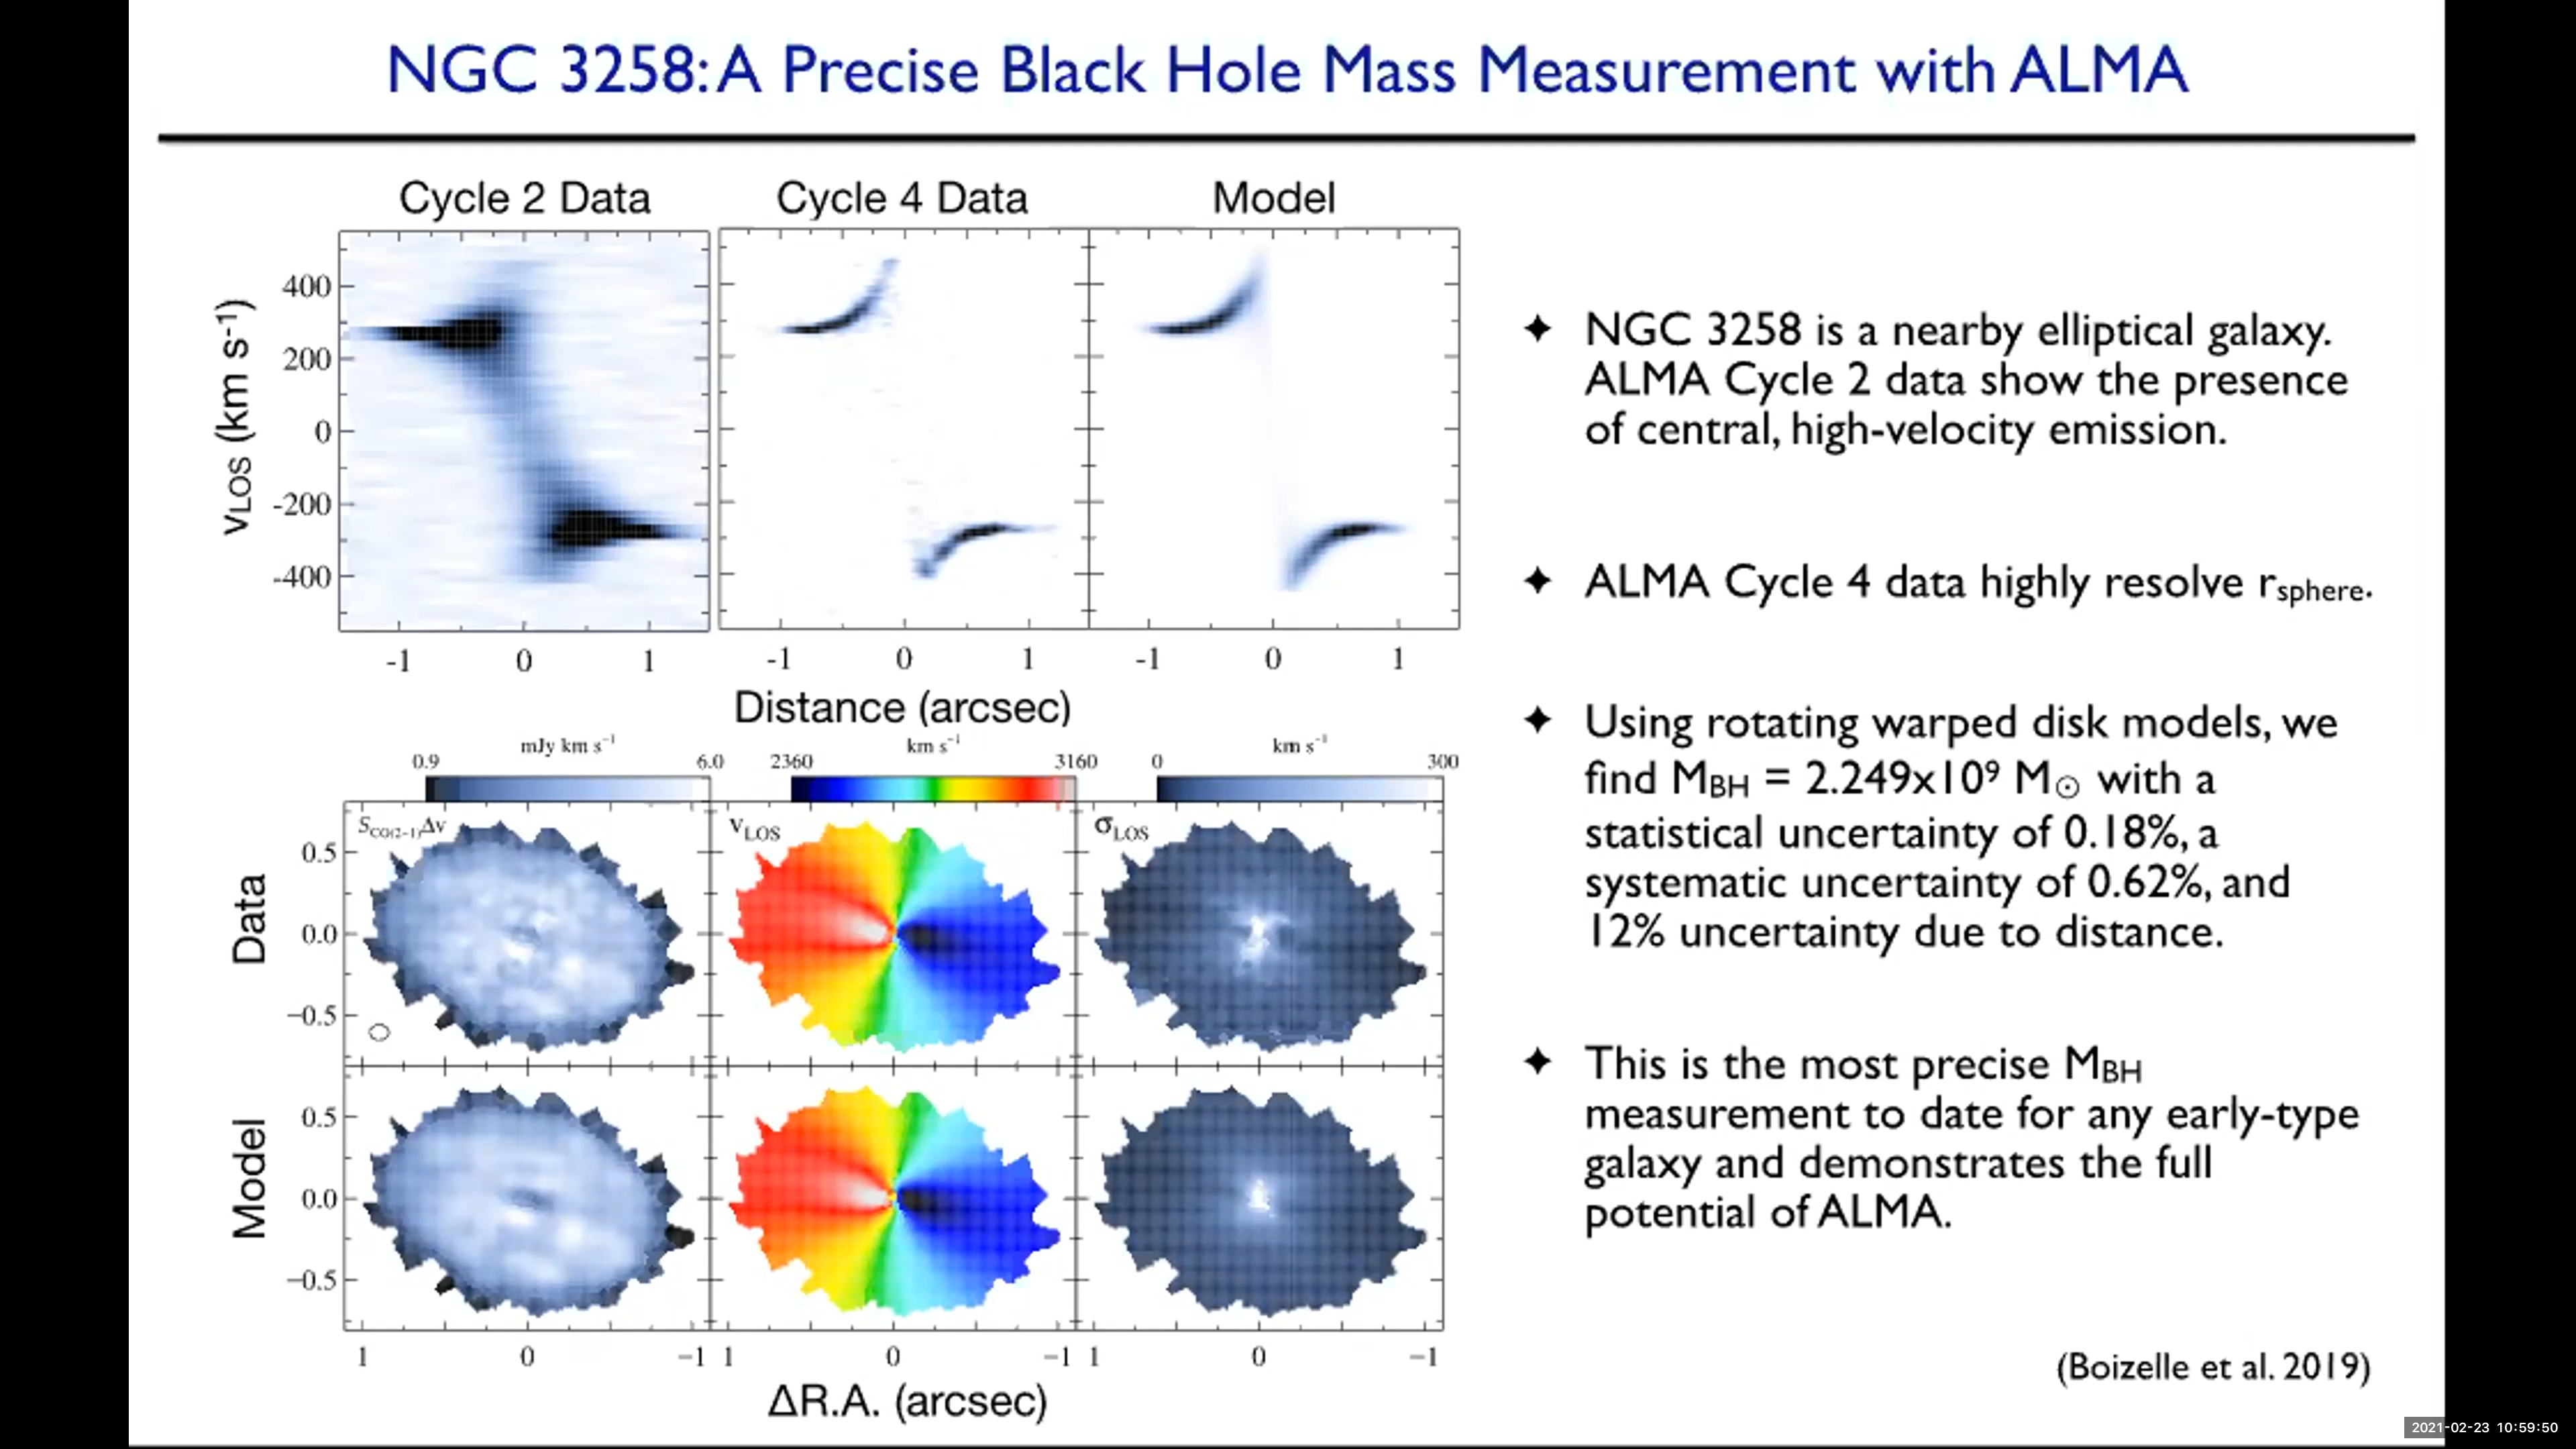 NGC 3258: A Precise Black Hole Mass Measurement with ALMA
Cycle 2 Data
Cycle 4 Data
Model
vLOS (km s-1)
400
200
0
-200
-400
-1 0 1
-1 0 1
-1 0 1
Distance (arcsec)
mJy km s−1
0.9 6.0
km s−1
2360 3160
km s−1
0 300
Data
SCO(2−1)Δv
vLOS
σLOS
0.5
0.0
−0.5
Model
0.5
0.0
−0.5
1 0 −1
1 0 −1
1 0 −1
ΔR.A. (arcsec)
✦ NGC 3258 is a nearby elliptical galaxy.
ALMA Cycle 2 data show the presence
of central, high-velocity emission.
✦ ALMA Cycle 4 data highly resolve rsphere.
✦ Using rotating warped disk models, we
find MBH = 2.249x10⁹ M☉ with a
statistical uncertainty of 0.18%, a
systematic uncertainty of 0.62%, and
12% uncertainty due to distance.
✦ This is the most precise MBH
measurement to date for any early-type
galaxy and demonstrates the full
potential of ALMA.
(Boizelle et al. 2019)
2021-02-23 10:59:50